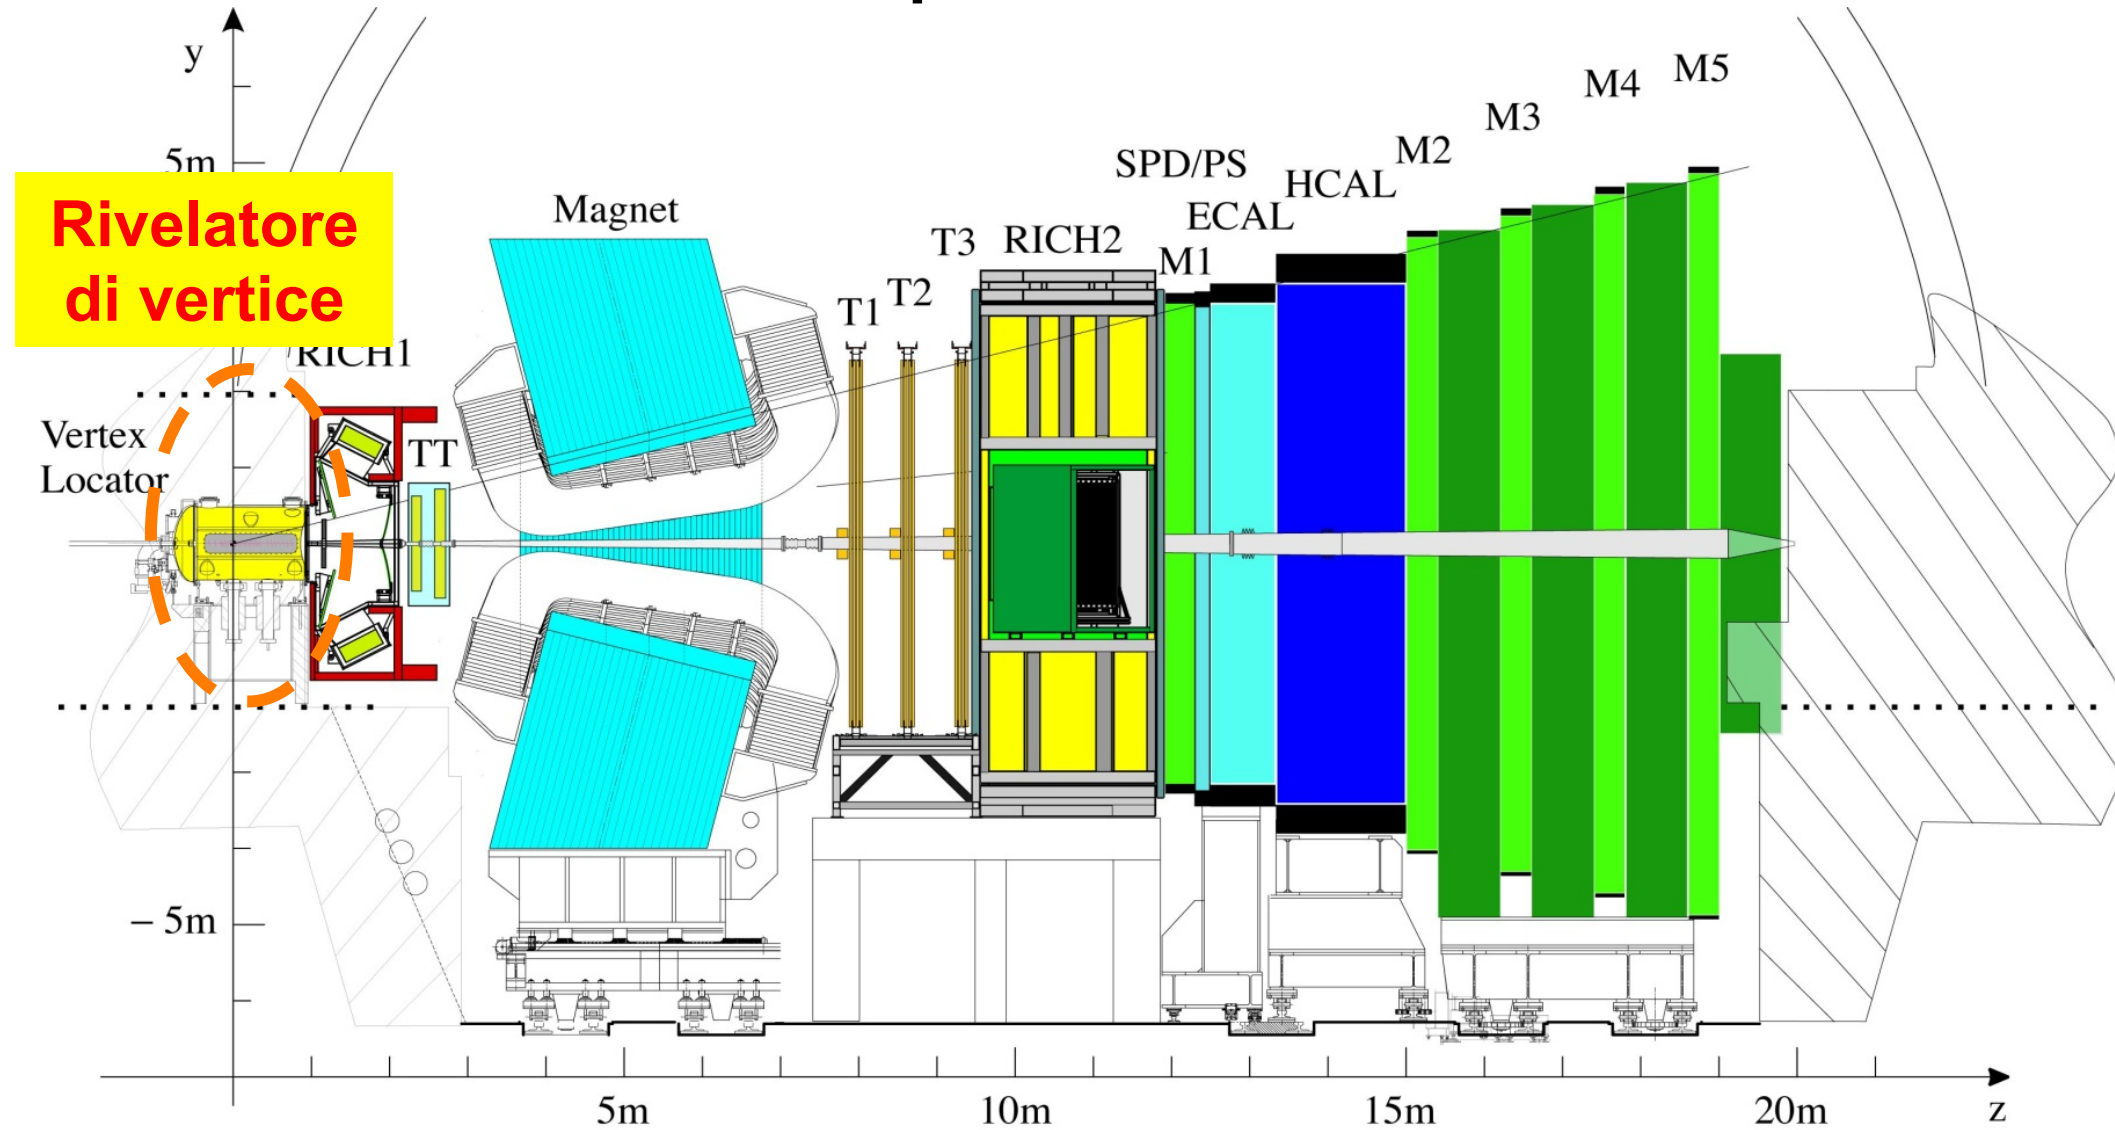 y
5m
Rivelatore
di vertice
RICH1
Vertex
Locator
TT
Magnet
T1
T2
T3
RICH2
M1
SPD/PS
ECAL
HCAL
M2
M3
M4
M5
− 5m
5m
10m
15m
20m
z